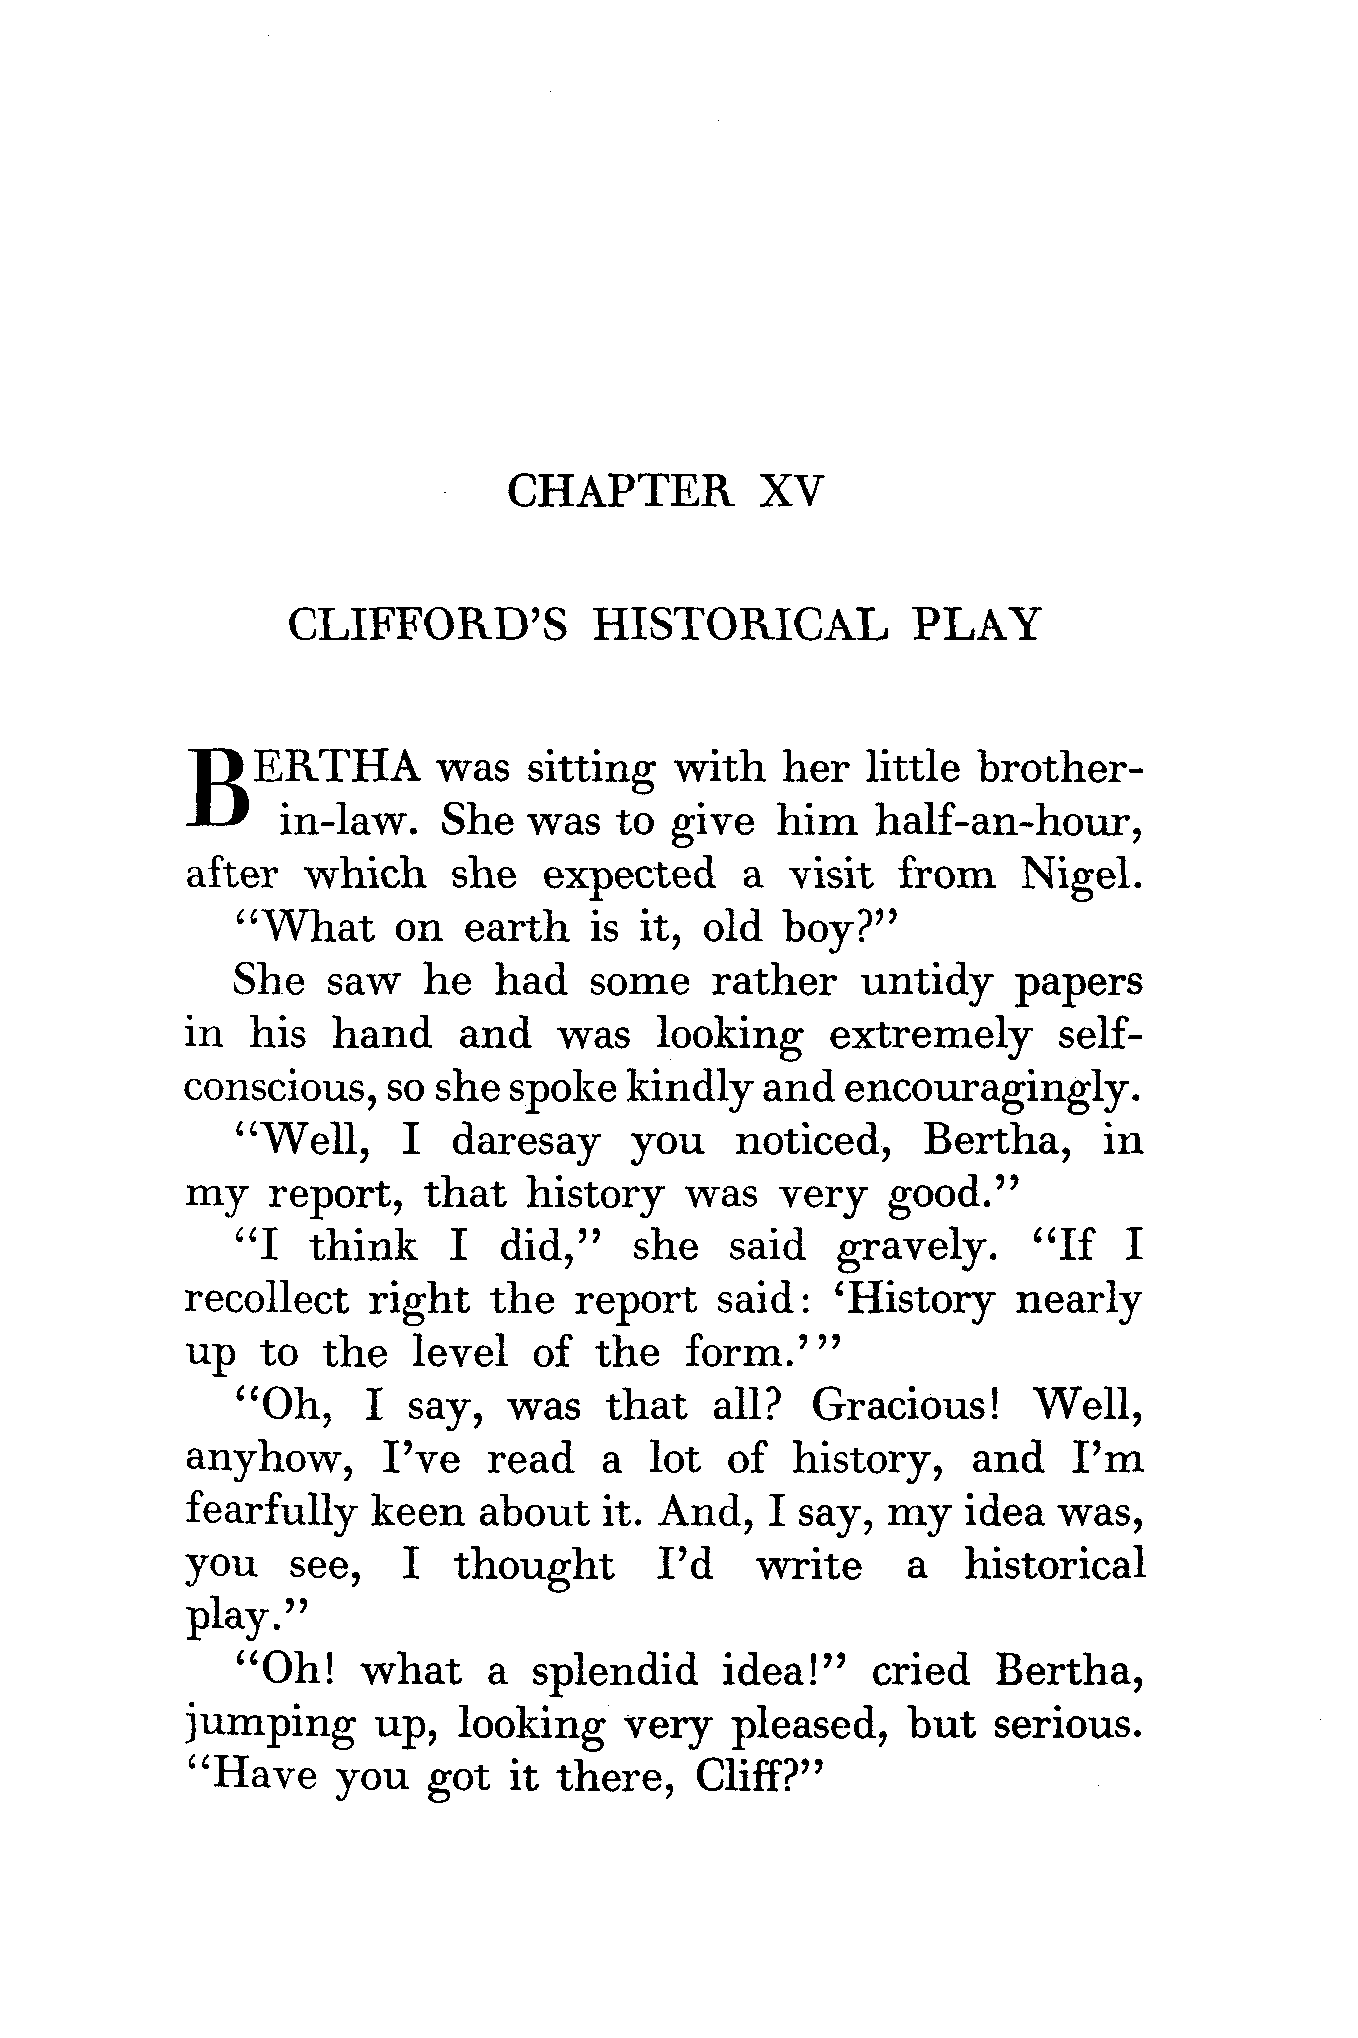 CHAPTER XV
CLIFFORD'S HISTORICAL PLAY
BERTHA was sitting with her little brother-
in-law. She was to give him half-an-hour,
after which she expected a visit from Nigel.
"What on earth is it, old boy?"
She saw he had some rather untidy papers
in his hand and was looking extremely self-
conscious, so she spoke kindly and encouragingly.
"Well, I daresay you noticed, Bertha, in
my report, that history was very good."
"I think I did," she said gravely. "If I
recollect right the report said: 'History nearly
up to the level of the form.'"
"Oh, I say, was that all? Gracious! Well,
anyhow, I've read a lot of history, and I'm
fearfully keen about it. And, I say, my idea was,
you see, I thought I'd write a historical
play."
"Oh! what a splendid idea!" cried Bertha,
jumping up, looking very pleased, but serious.
"Have you got it there, Cliff?"